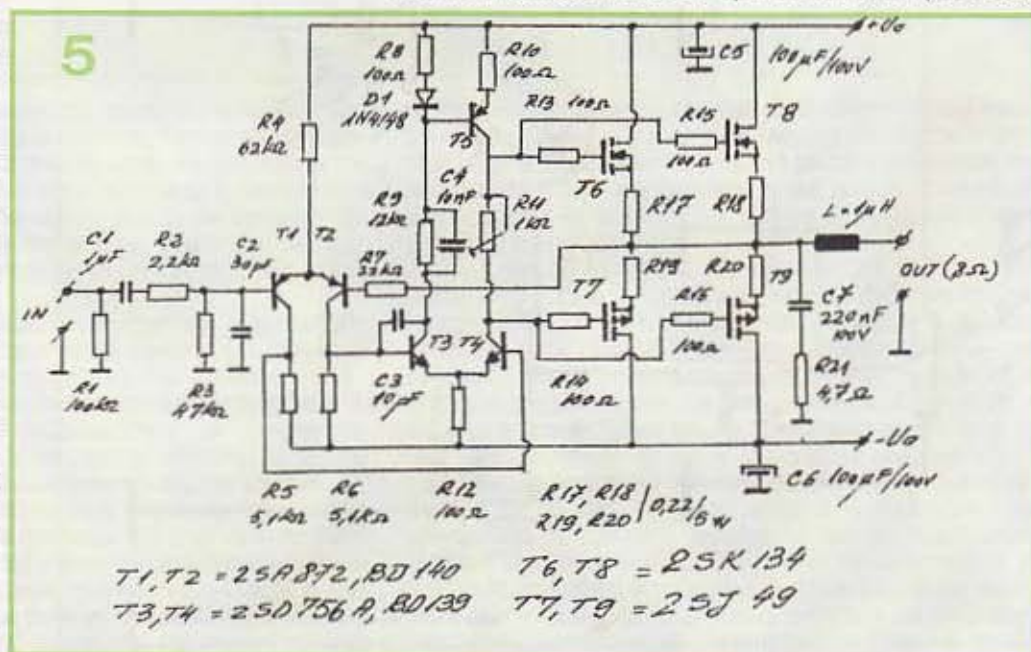 5
+Uo
R8
100Ω
R10
100Ω
C5
100µF/100V
D1
1N4148
T5
R13 100Ω
R15
100Ω
T8
R4
62kΩ
C4
10nF
T6
R9
12kΩ
R11
1kΩ
R17
R18
L=1µH
C1
1µF
R2
2,2kΩ
C2
30pF
T1 T2
R7
T7
R19
R20
T9
OUT (8Ω)
IN
R16
100Ω
C7
220nF
100V
T3 T4
C3
10pF
R14
100Ω
R1
100kΩ
R3
47kΩ
R21
4,7Ω
-Uo
R5
5,1kΩ
R6
5,1kΩ
R12
100Ω
C6 100µF/100V
R17, R18
R19, R20 | 0,22/5W
T1, T2 = 2SA872, BD140
T3, T4 = 2SD756A, BD139
T6, T8 = 2SK134
T7, T9 = 2SJ49